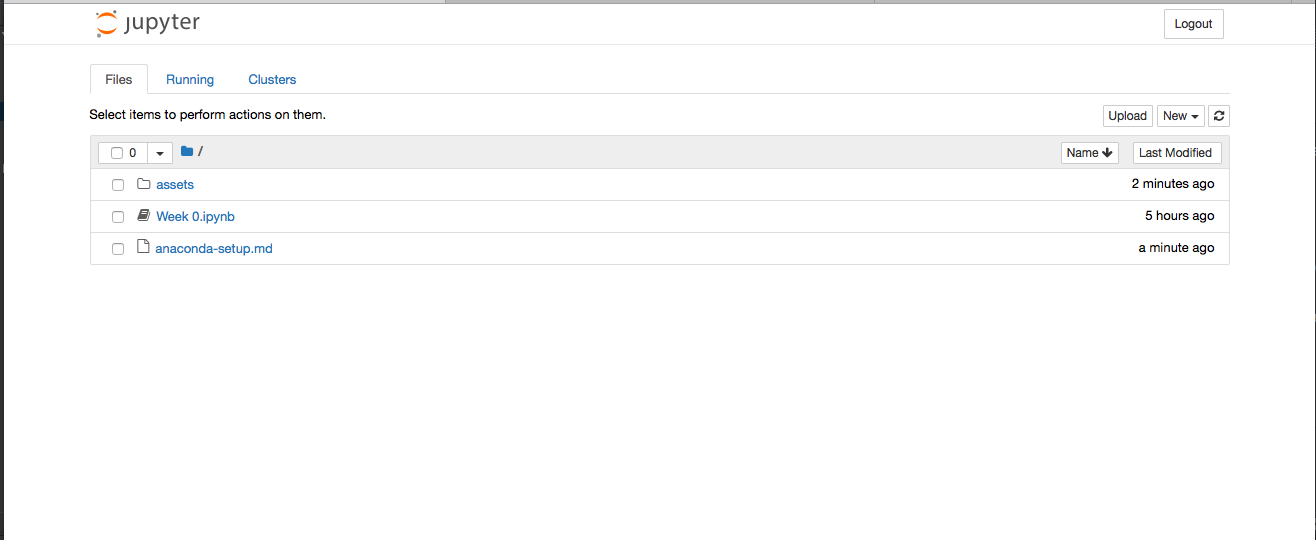 jupyter Logout
Files Running Clusters
Select items to perform actions on them. Upload New
0 / Name Last Modified
assets 2 minutes ago
Week 0.ipynb 5 hours ago
anaconda-setup.md a minute ago